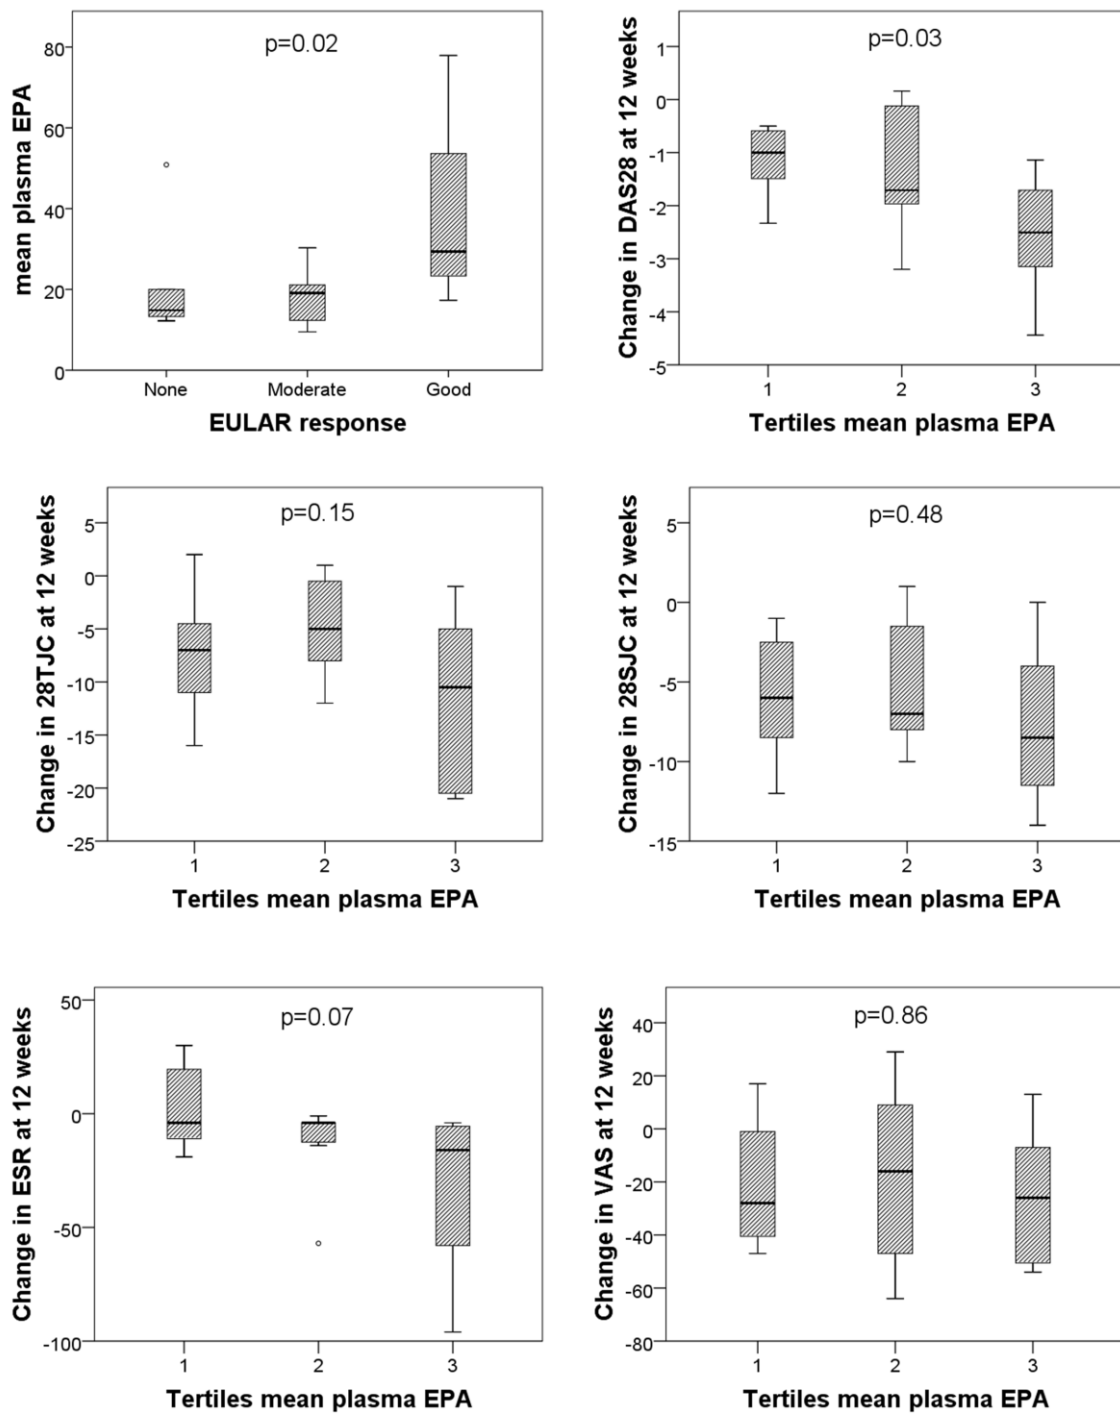 p=0.02
mean plasma EPA
80
60
40
20
0
None Moderate Good
EULAR response
p=0.03
Change in DAS28 at 12 weeks
1
0
-1
-2
-3
-4
-5
1 2 3
Tertiles mean plasma EPA
p=0.15
Change in 28TJC at 12 weeks
5
0
-5
-10
-15
-20
-25
1 2 3
Tertiles mean plasma EPA
p=0.48
Change in 28SJC at 12 weeks
5
0
-5
-10
-15
1 2 3
Tertiles mean plasma EPA
p=0.07
Change in ESR at 12 weeks
50
0
-50
-100
1 2 3
Tertiles mean plasma EPA
p=0.86
Change in VAS at 12 weeks
40
20
0
-20
-40
-60
-80
1 2 3
Tertiles mean plasma EPA